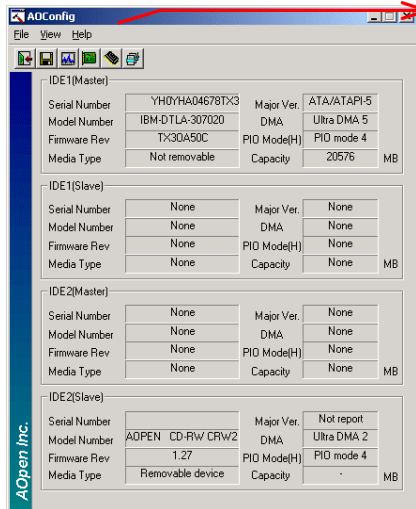 AOConfig
File View Help
IDE1(Master)
Serial Number YH0YHA04678TX3 Major Ver. ATA/ATAPI-5
Model Number IBM-DTLA-307020 DMA Ultra DMA 5
Firmware Rev TX3OA50C PIO Mode(H) PIO mode 4
Media Type Not removable Capacity 20576 MB
IDE1(Slave)
Serial Number None Major Ver. None
Model Number None DMA None
Firmware Rev None PIO Mode(H) None
Media Type None Capacity None MB
IDE2(Master)
Serial Number None Major Ver. None
Model Number None DMA None
Firmware Rev None PIO Mode(H) None
Media Type None Capacity None MB
IDE2(Slave)
Serial Number Major Ver. Not report
Model Number AOPEN CD-RW CRW2 DMA Ultra DMA 2
Firmware Rev 1.27 PIO Mode(H) PIO mode 4
Media Type Removable device Capacity - MB
AOpen Inc.